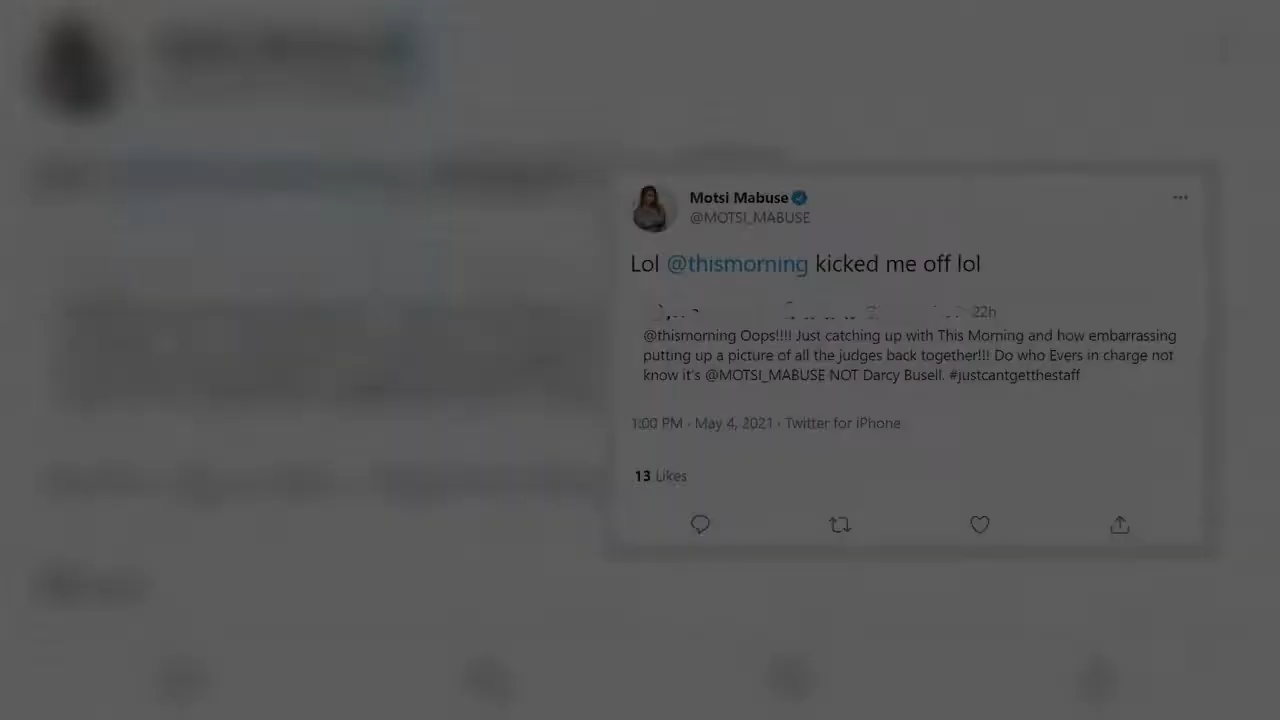 Motsi Mabuse
@MOTSI_MABUSE
Lol @thismorning kicked me off lol
22h
@thismorning Oops!!!! Just catching up with This Morning and how embarrassing
putting up a picture of all the judges back together!!! Do who Evers in charge not
know it's @MOTSI_MABUSE NOT Darcy Busell. #justcantgetthestaff
1:00 PM · May 4, 2021 · Twitter for iPhone
13 Likes